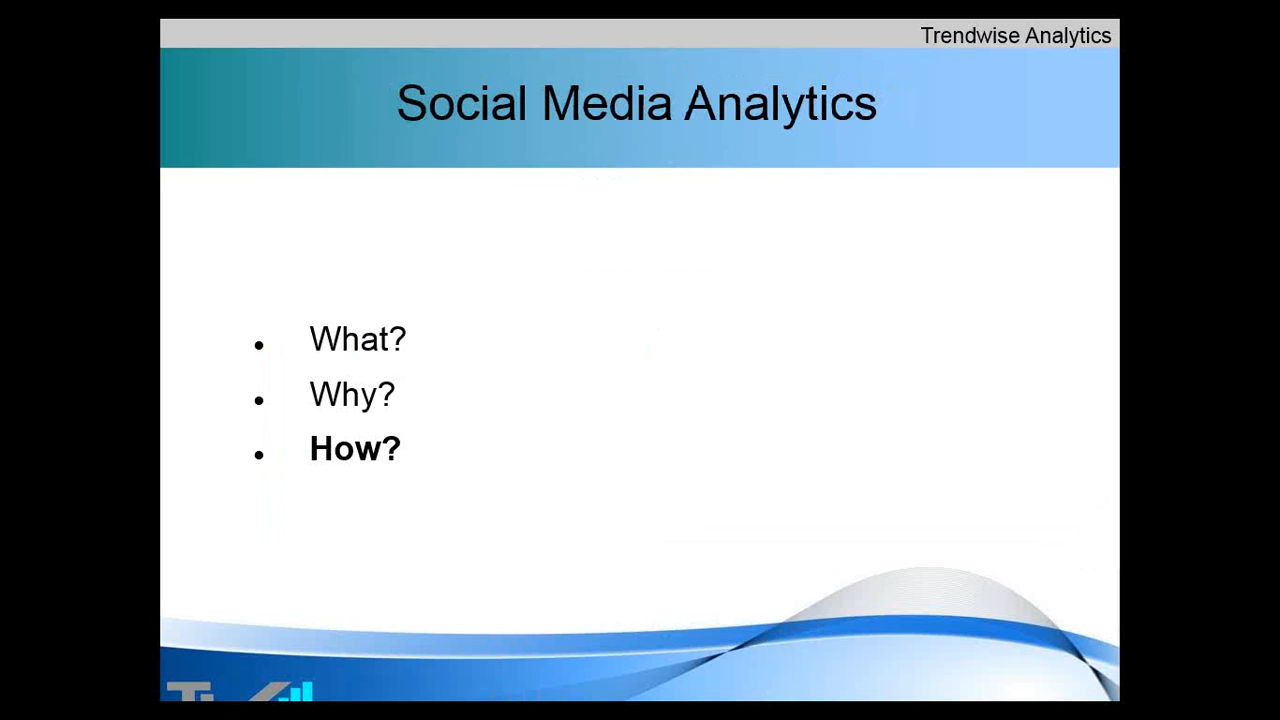 Trendwise Analytics
Social Media Analytics
• What?
• Why?
• How?